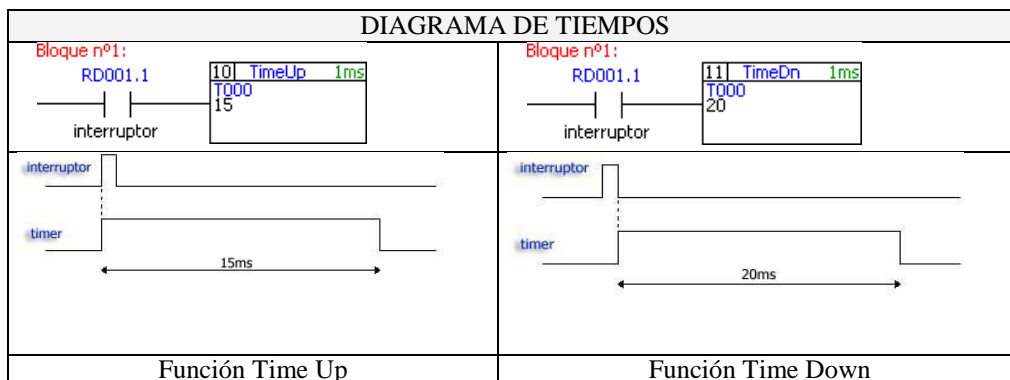 DIAGRAMA DE TIEMPOS
Bloque nº1:
RD001.1
10 TimeUp 1ms
T000
15
interruptor
interruptor
timer
15ms
Función Time Up
Bloque nº1:
RD001.1
11 TimeDn 1ms
T000
20
interruptor
interruptor
timer
20ms
Función Time Down